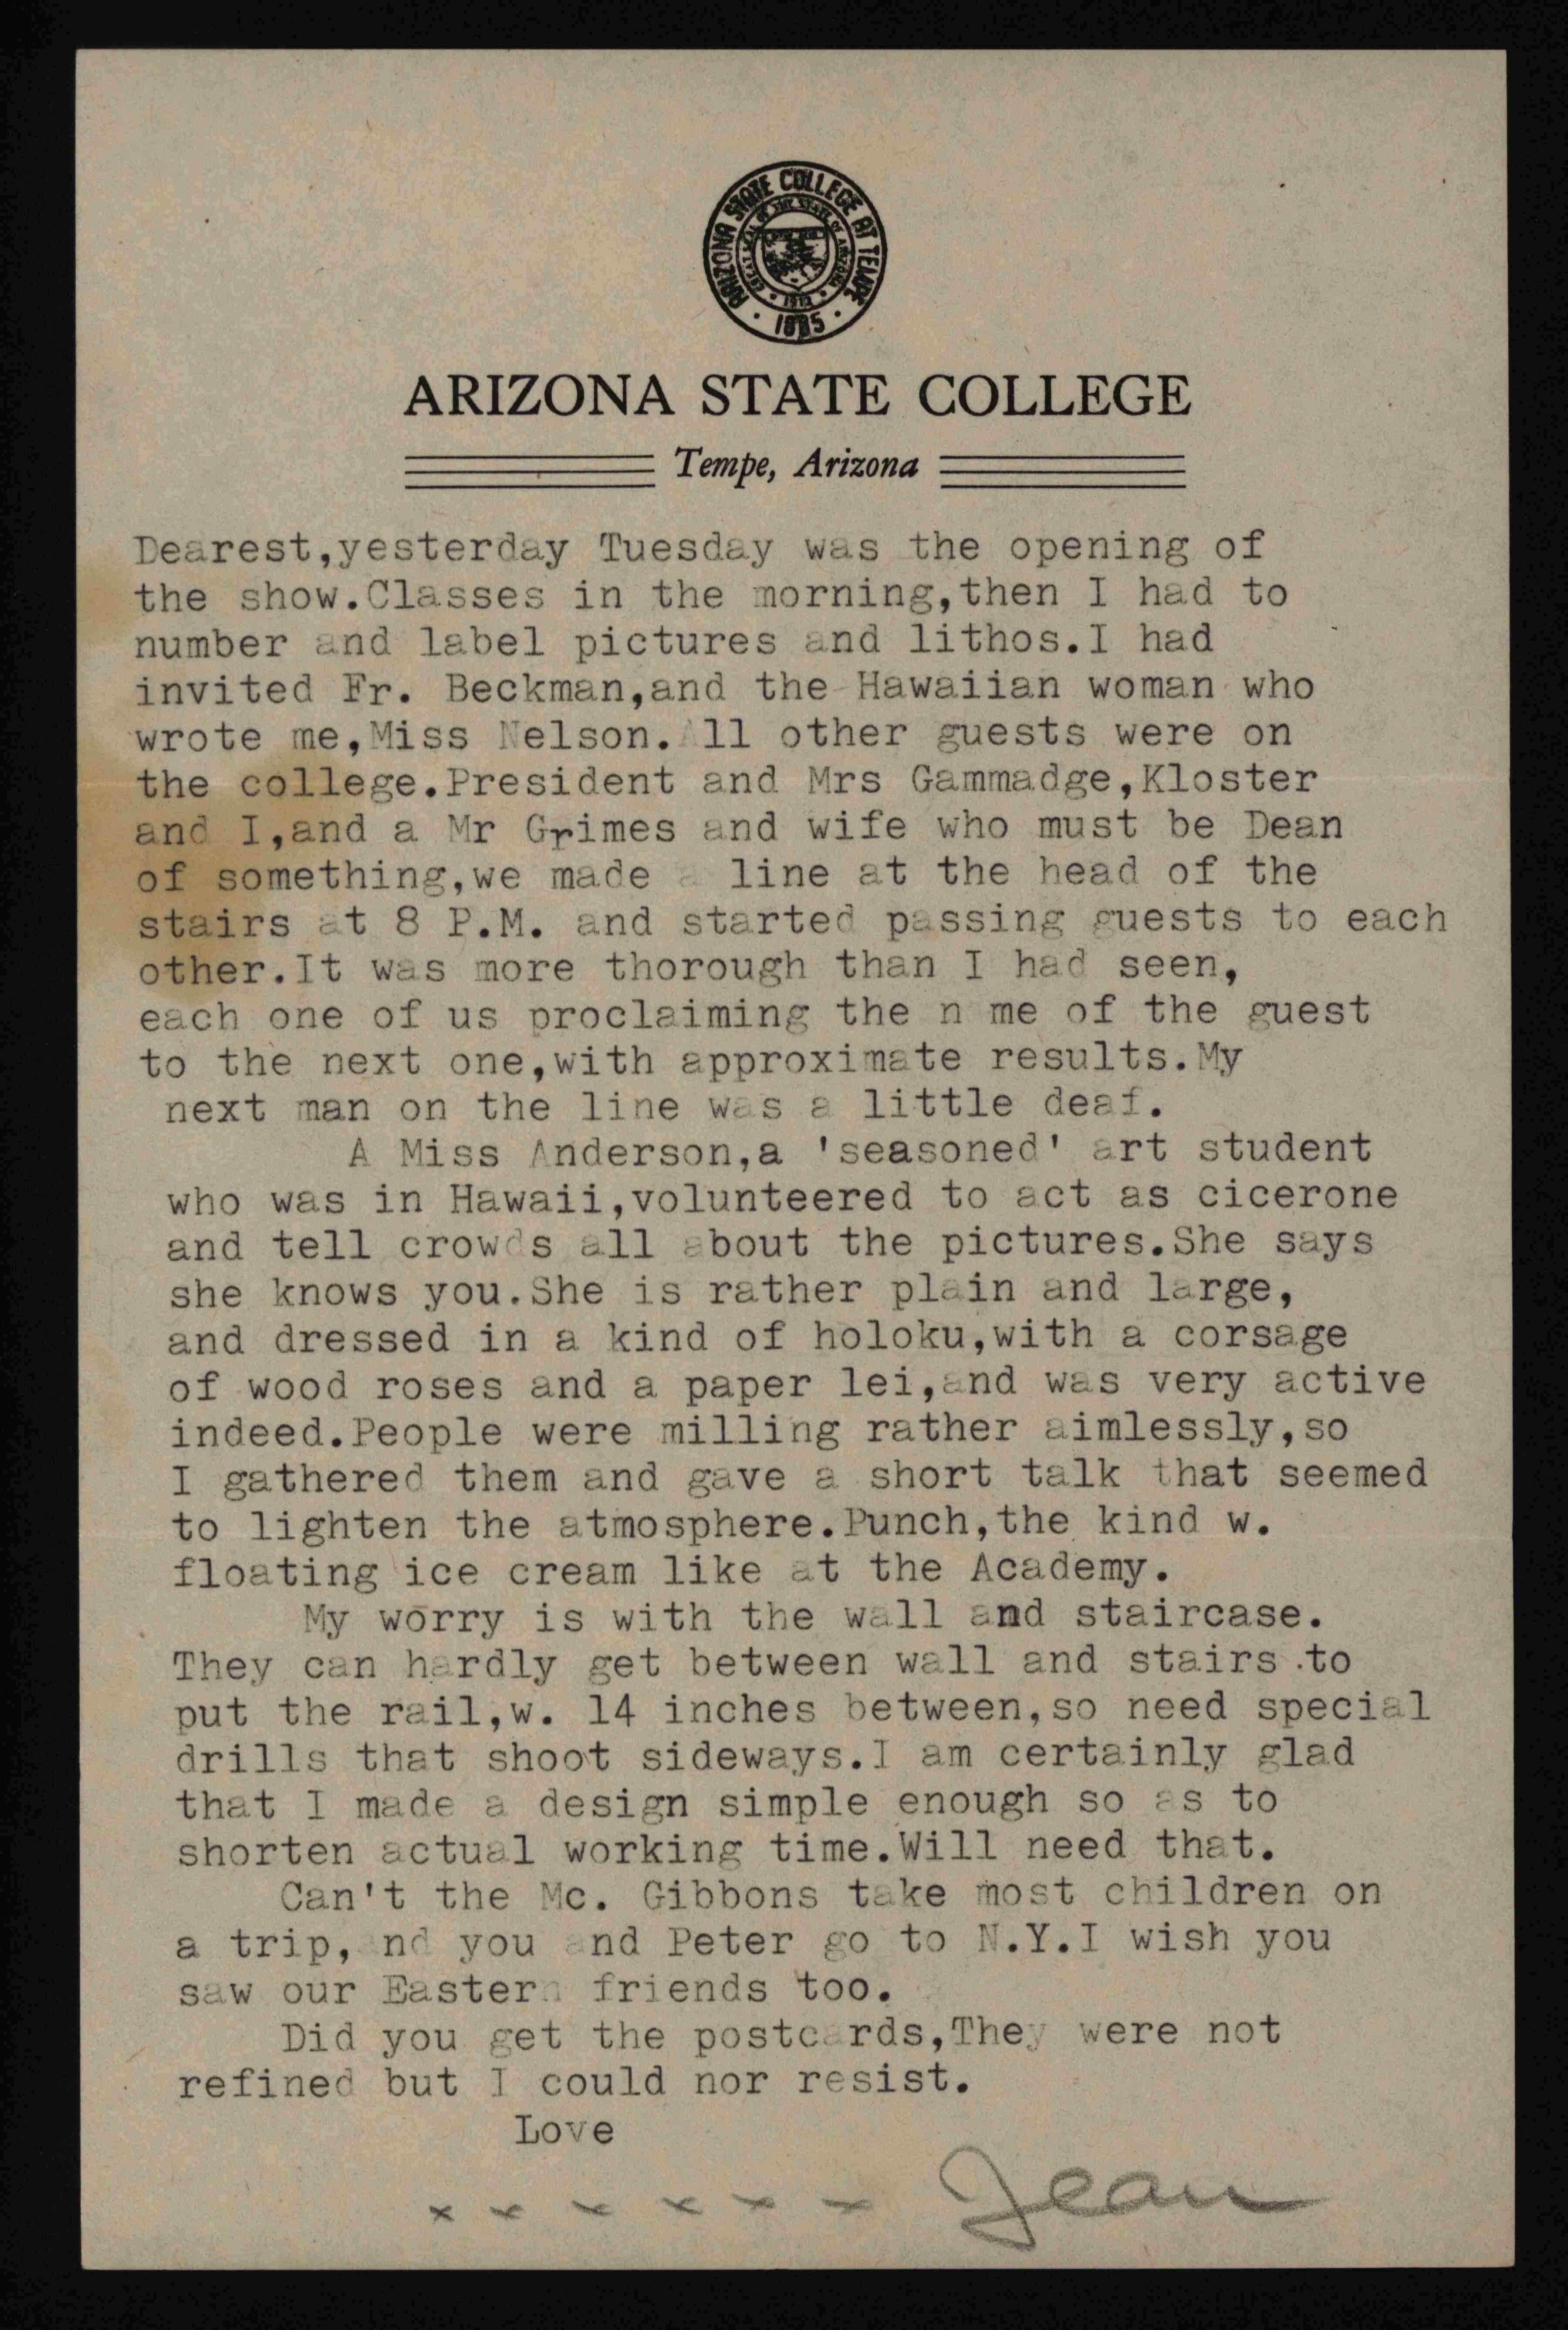 ARIZONA STATE COLLEGE AT TEMPE
1885
ARIZONA STATE COLLEGE
Tempe, Arizona
Dearest,yesterday Tuesday was the opening of
the show.Classes in the morning,then I had to
number and label pictures and lithos.I had
invited Fr. Beckman,and the Hawaiian woman who
wrote me,Miss Nelson.All other guests were on
the college.President and Mrs Gammadge,Kloster
and I,and a Mr Grimes and wife who must be Dean
of something,we made a line at the head of the
stairs at 8 P.M. and started passing guests to each
other.It was more thorough than I had seen,
each one of us proclaiming the n me of the guest
to the next one,with approximate results.My
next man on the line was a little deaf.
A Miss Anderson,a 'seasoned' art student
who was in Hawaii,volunteered to act as cicerone
and tell crowds all about the pictures.She says
she knows you.She is rather plain and large,
and dressed in a kind of holoku,with a corsage
of wood roses and a paper lei,and was very active
indeed.People were milling rather aimlessly,so
I gathered them and gave a short talk that seemed
to lighten the atmosphere.Punch,the kind w.
floating ice cream like at the Academy.
My worry is with the wall and staircase.
They can hardly get between wall and stairs to
put the rail,w. 14 inches between,so need special
drills that shoot sideways.I am certainly glad
that I made a design simple enough so as to
shorten actual working time.Will need that.
Can't the Mc. Gibbons take most children on
a trip, and you and Peter go to N.Y.I wish you
saw our Eastern friends too.
Did you get the postcards,They were not
refined but I could nor resist.
Love
x x x x x x Jean